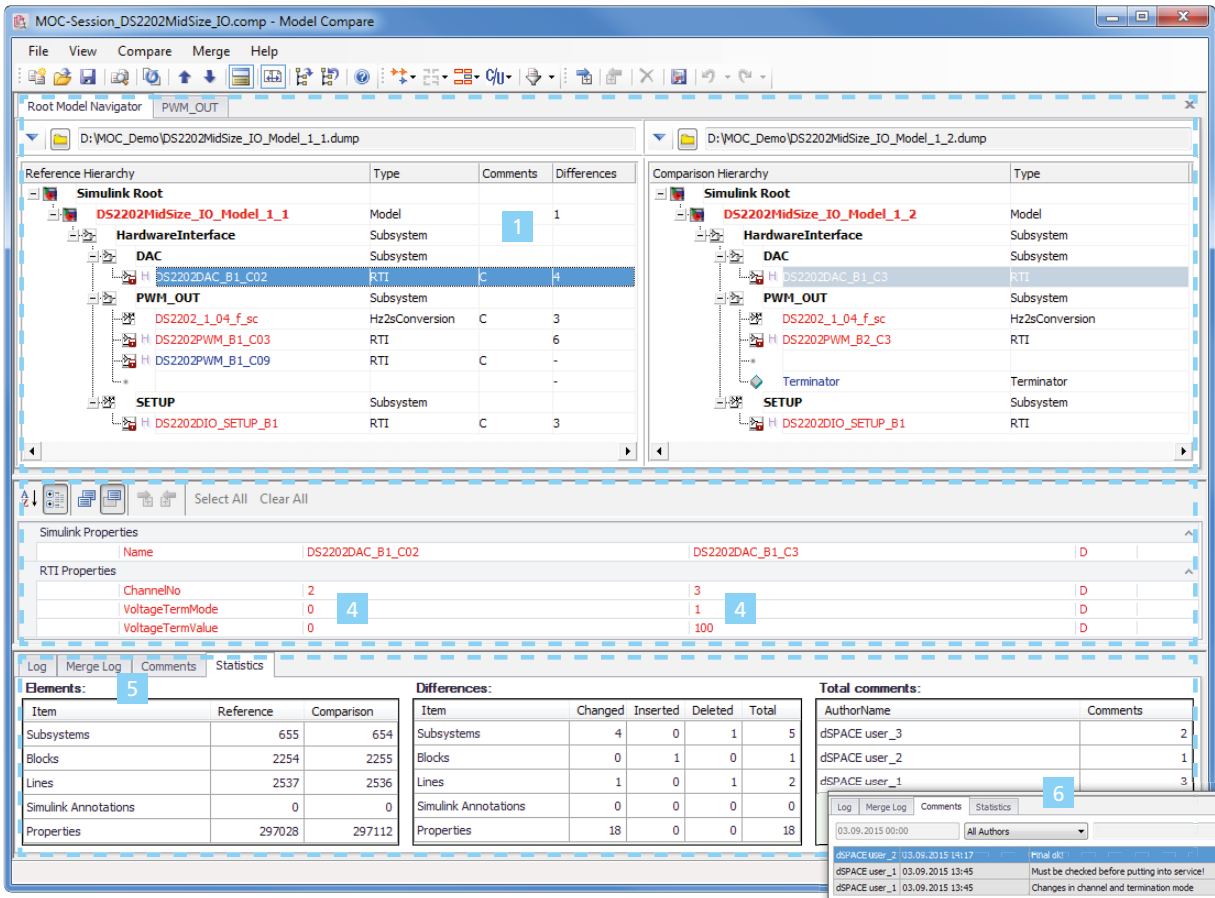 MOC-Session_DS2202MidSize_IO.comp - Model Compare
File View Compare Merge Help
Root Model Navigator PWM_OUT
D:\MOC_Demo\DS2202MidSize_IO_Model_1_1.dump D:\MOC_Demo\DS2202MidSize_IO_Model_1_2.dump
Reference Hierarchy Type Comments Differences Comparison Hierarchy Type
Simulink Root Simulink Root
DS2202MidSize_IO_Model_1_1 Model 1 DS2202MidSize_IO_Model_1_2 Model
1
HardwareInterface Subsystem HardwareInterface Subsystem
DAC Subsystem DAC Subsystem
H DS2202DAC_B1_C02 RTI C 4 H DS2202DAC_B1_C3 RTI
PWM_OUT Subsystem PWM_OUT Subsystem
DS2202_1_04_f_sc Hz2sConversion C 3 DS2202_1_04_f_sc Hz2sConversion
H DS2202PWM_B1_C03 RTI 6 H DS2202PWM_B2_C3 RTI
H DS2202PWM_B1_C09 RTI C -
- Terminator Terminator
SETUP Subsystem SETUP Subsystem
H DS2202DIO_SETUP_B1 RTI C 3 H DS2202DIO_SETUP_B1 RTI
Select All Clear All
Simulink Properties
Name DS2202DAC_B1_C02 DS2202DAC_B1_C3 D
RTI Properties
ChannelNo 2 3 D
VoltageTermMode 0 4 1 4 D
VoltageTermValue 0 100 D
Log Merge Log Comments Statistics
5
Elements: Differences: Total comments:
Item Reference Comparison Item Changed Inserted Deleted Total AuthorName Comments
Subsystems 655 654 Subsystems 4 0 1 5 dSPACE user_3 2
Blocks 2254 2255 Blocks 0 1 0 1 dSPACE user_2 1
Lines 2537 2536 Lines 1 0 1 2 dSPACE user_1 3
Simulink Annotations 0 0 Simulink Annotations 0 0 0 0
Properties 297028 297112 Properties 18 0 0 18
6
Log Merge Log Comments Statistics
03.09.2015 00:00 All Authors
dSPACE user_2 03.09.2015 14:17 Final ok!
dSPACE user_1 03.09.2015 13:45 Must be checked before putting into service!
dSPACE user_1 03.09.2015 13:45 Changes in channel and termination mode